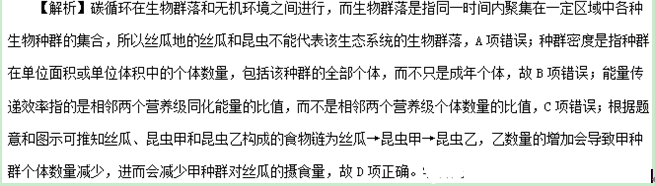 【解析】碳循环在生物群落和无机环境之间进行，而生物群落是指同一时间内聚集在一定区域中各种
生物种群的集合，所以丝瓜地的丝瓜和昆虫不能代表该生态系统的生物群落，A 项错误；种群密度是指种群
在单位面积或单位体积中的个体数量，包括该种群的全部个体，而不只是成年个体，故 B 项错误；能量传
递效率指的是相邻两个营养级同化能量的比值，而不是相邻两个营养级个体数量的比值，C 项错误；根据题
意和图示可推知丝瓜、昆虫甲和昆虫乙构成的食物链为丝瓜→昆虫甲→昆虫乙，乙数量的增加会导致甲种
群个体数量减少，进而会减少甲种群对丝瓜的摄食量，故 D 项正确。